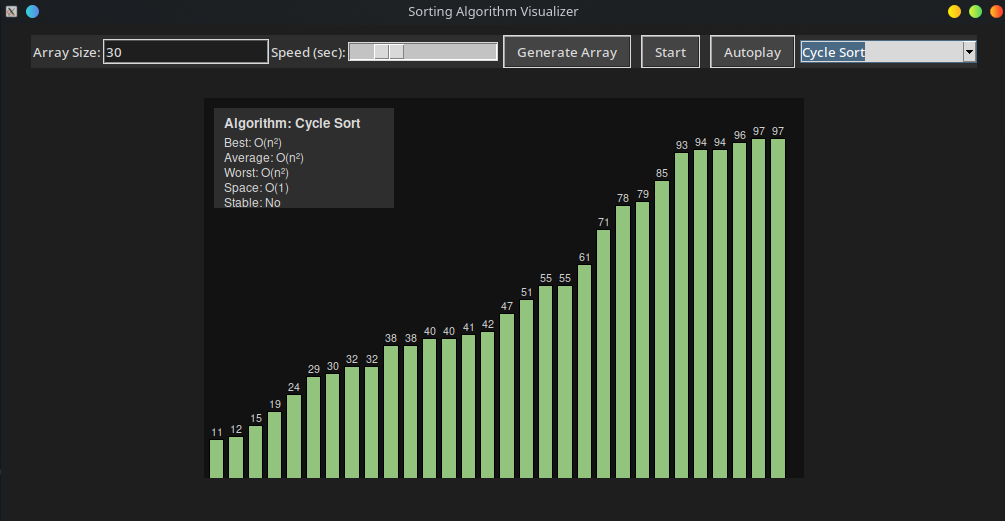 Sorting Algorithm Visualizer
Array Size: 30 Speed (sec): Generate Array Start Autoplay Cycle Sort
Algorithm: Cycle Sort
Best: O(n²)
Average: O(n²)
Worst: O(n²)
Space: O(1)
Stable: No
11 12 15 19 24 29 30 32 32 38 38 40 40 41 42 47 51 55 55 61 71 78 79 85 93 94 94 96 97 97